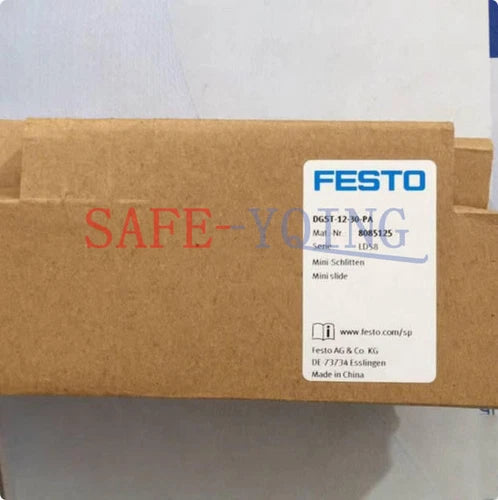 FESTO
DGST-12-30-PA
Mat.-Nr.: 8085125
Serie: LD58
Mini Schlitten
Mini slide
SAFE-YQING
www.festo.com/sp
Festo AG & Co. KG
DE-73734 Esslingen
Made in China